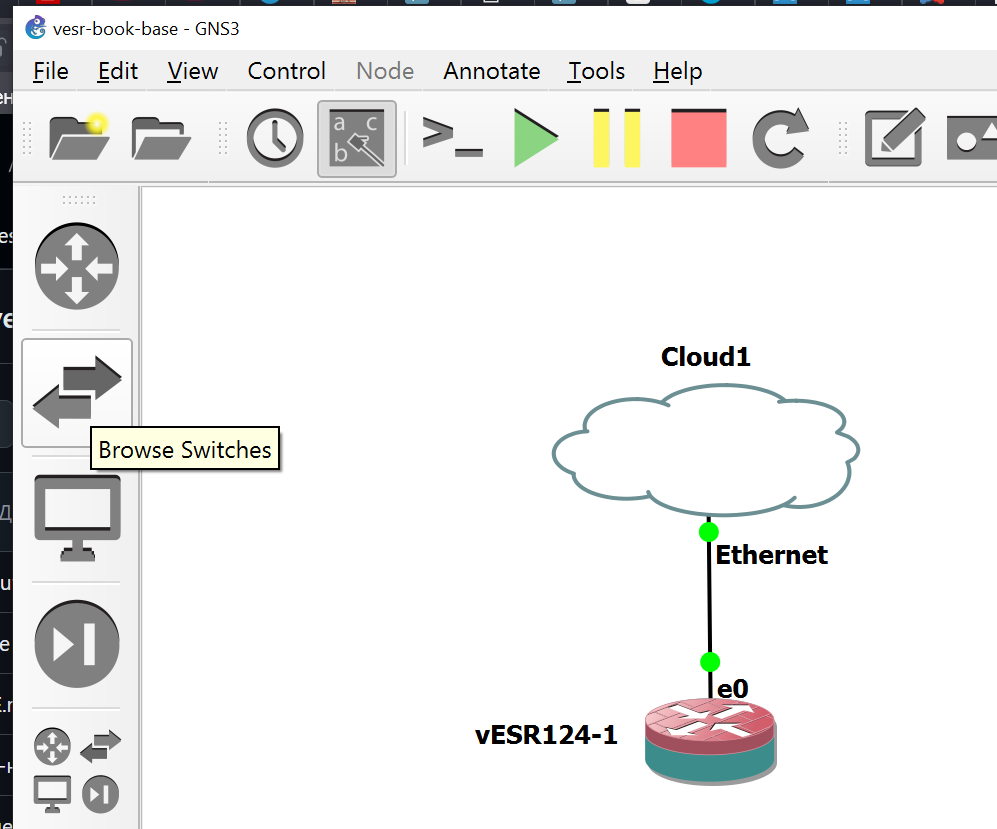 vesr-book-base - GNS3
File Edit View Control Node Annotate Tools Help
a c
b
Browse Switches
Cloud1
Ethernet
e0
vESR124-1